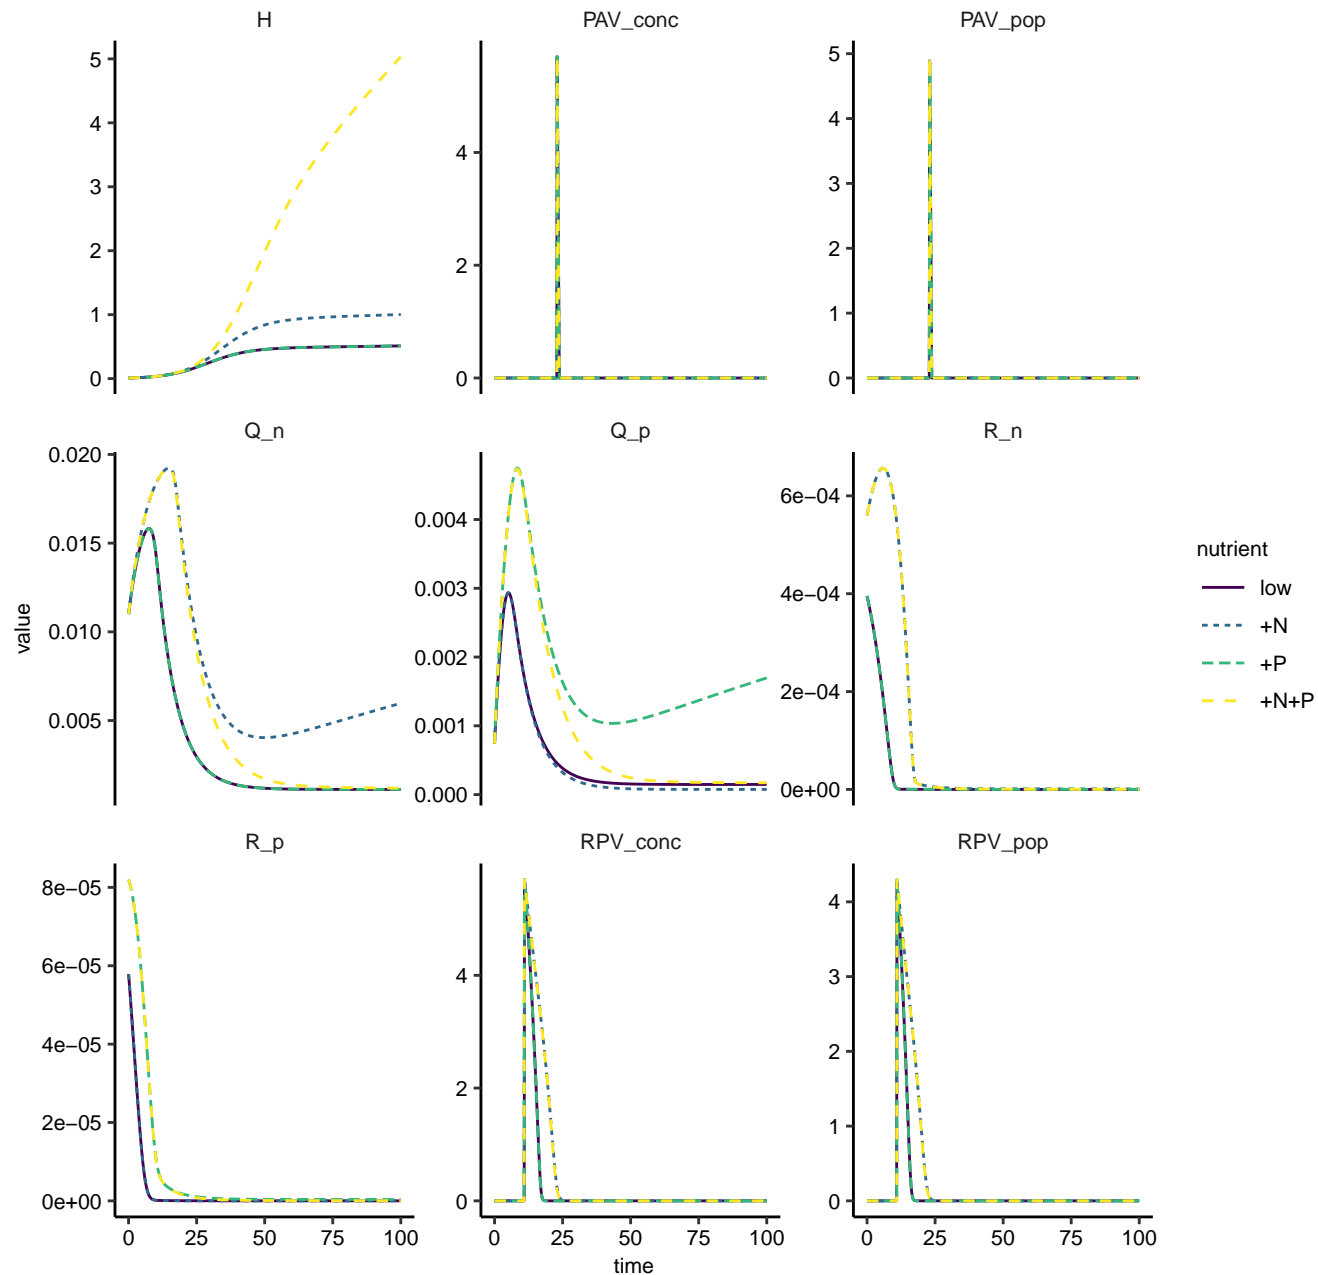 H
PAV_conc
PAV_pop
5
4
3
2
1
0
4
2
0
5
4
3
2
1
0
Q_n
Q_p
R_n
0.020
0.015
0.010
0.005
0.004
0.003
0.002
0.001
0.000
6e−04
4e−04
2e−04
0e+00
value
nutrient
low
+N
+P
+N+P
R_p
RPV_conc
RPV_pop
8e−05
6e−05
4e−05
2e−05
0e+00
4
2
0
4
3
2
1
0
0 25 50 75 100
0 25 50 75 100
0 25 50 75 100
time